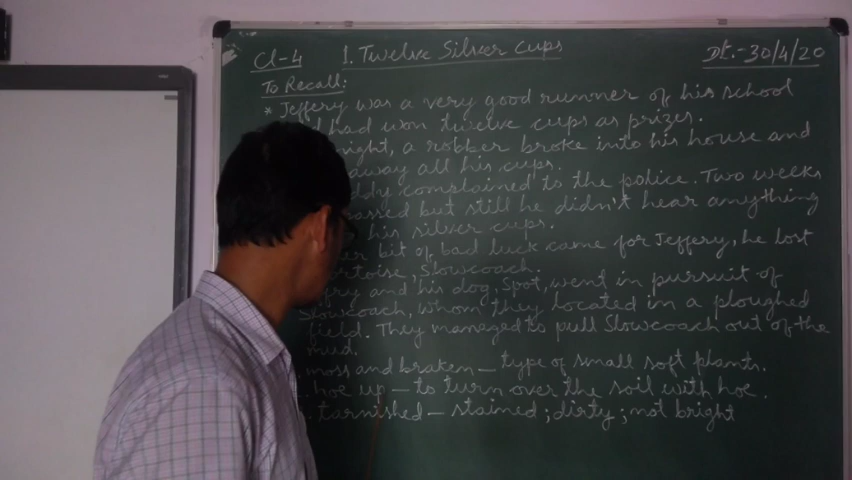 Cl-4 1. Twelve Silver Cups Dt.-30/4/20
To Recall:
* Jeffery was a very good runner of his school
had won twelve cups as prizes.
night, a robber broke into his house and
away all his cups.
complained to the police. Two weeks
passed but still he didn't hear anything
his silver cups.
bit of bad luck came for Jeffery, he lost
tortoise, Slowcoach.
and his dog, Spot, went in pursuit of
Slowcoach, whom they located in a ploughed
field. They managed to pull Slowcoach out of the
mud.
moss and braken - type of small soft plants.
hoe up - to turn over the soil with hoe.
tarnished - stained; dirty; not bright